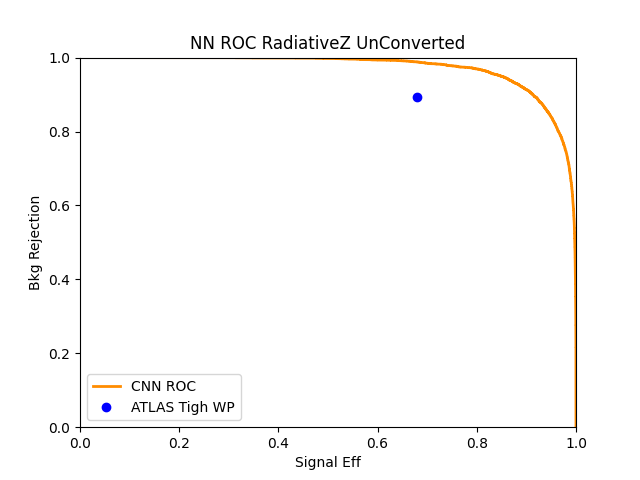 NN ROC RadiativeZ UnConverted
1.0
0.8
0.6
0.4
0.2
0.0
Bkg Rejection
CNN ROC
ATLAS Tigh WP
0.0 0.2 0.4 0.6 0.8 1.0
Signal Eff